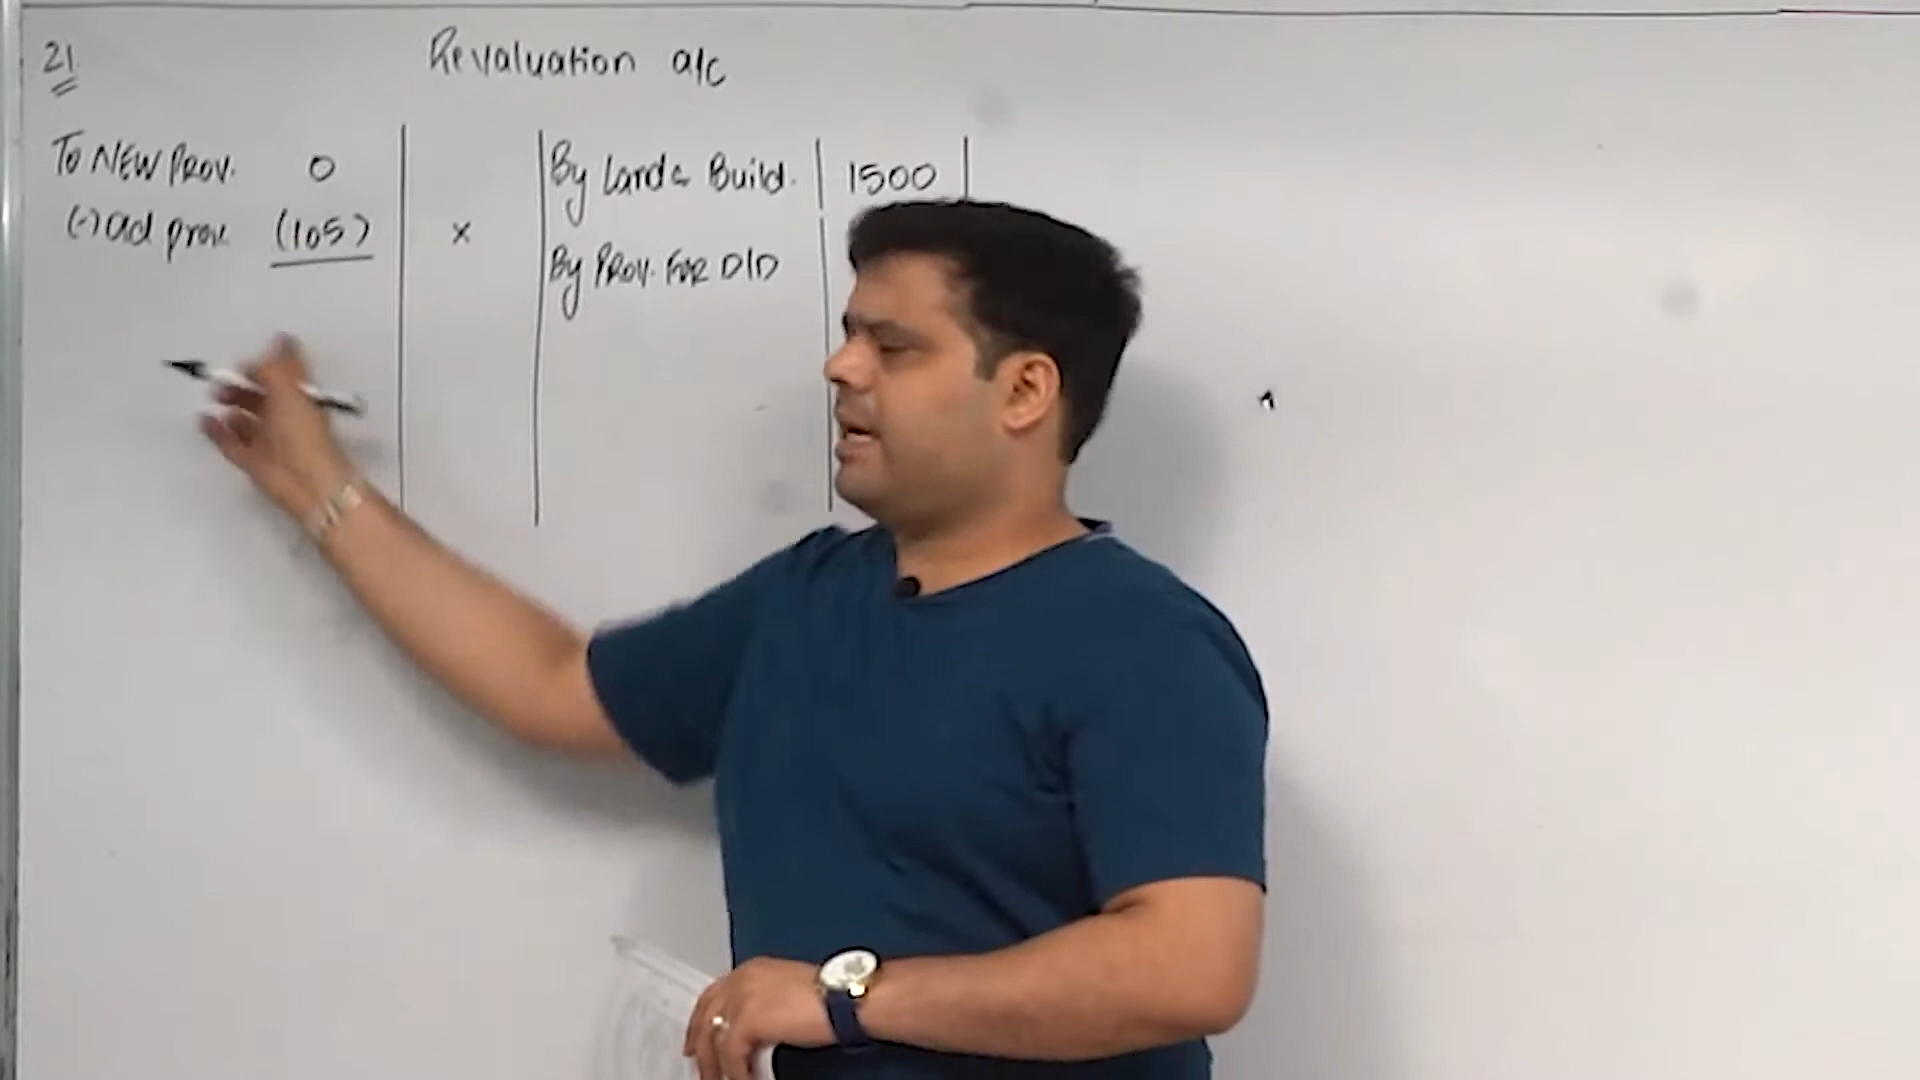 21
Revaluation a/c
To NEW PROV. 0
(-) old prov. (105)
x
By Land & Build. 1500
By PROV. FOR D/D